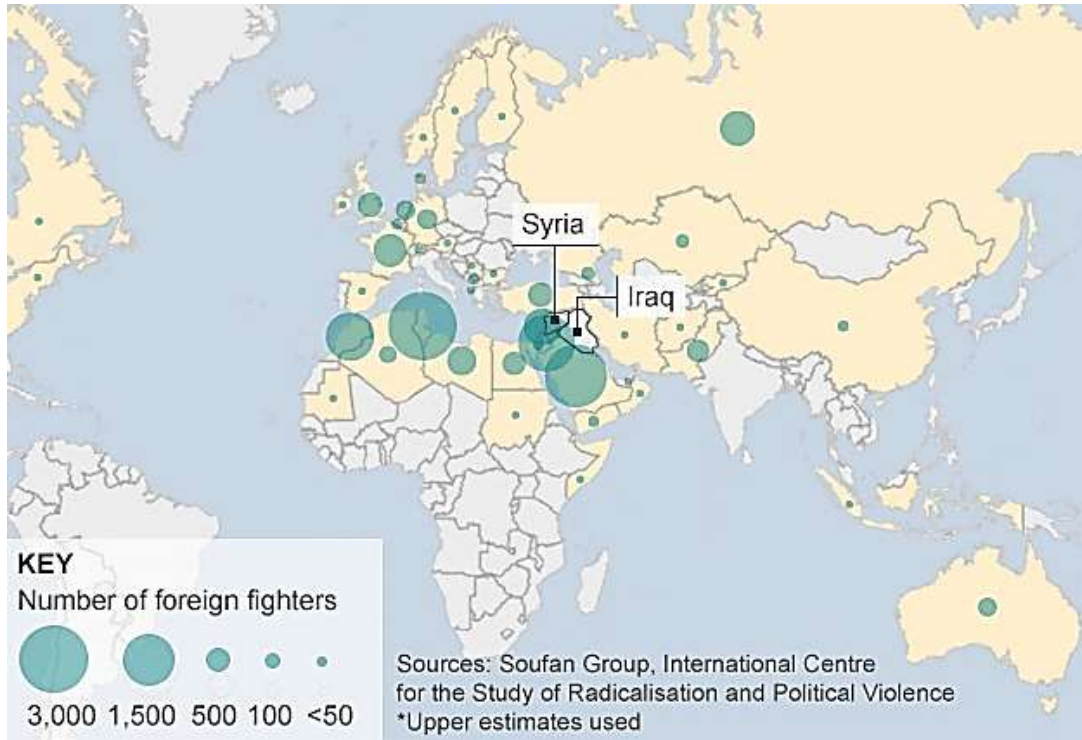 Syria
Iraq
KEY
Number of foreign fighters
3,000 1,500 500 100 <50
Sources: Soufan Group, International Centre
for the Study of Radicalisation and Political Violence
*Upper estimates used